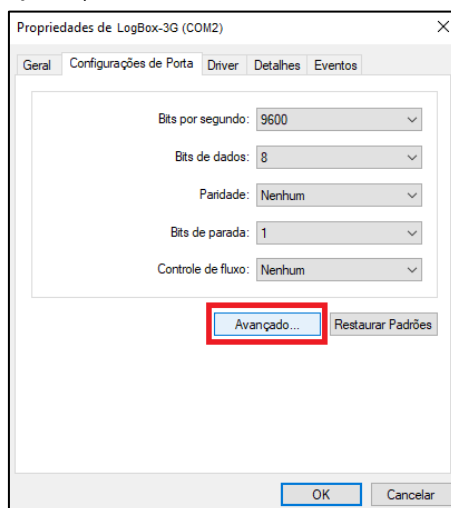 Propriedades de LogBox-3G (COM2)
Geral Configurações de Porta Driver Detalhes Eventos
Bits por segundo: 9600
Bits de dados: 8
Paridade: Nenhum
Bits de parada: 1
Controle de fluxo: Nenhum
Avançado... Restaurar Padrões
OK Cancelar